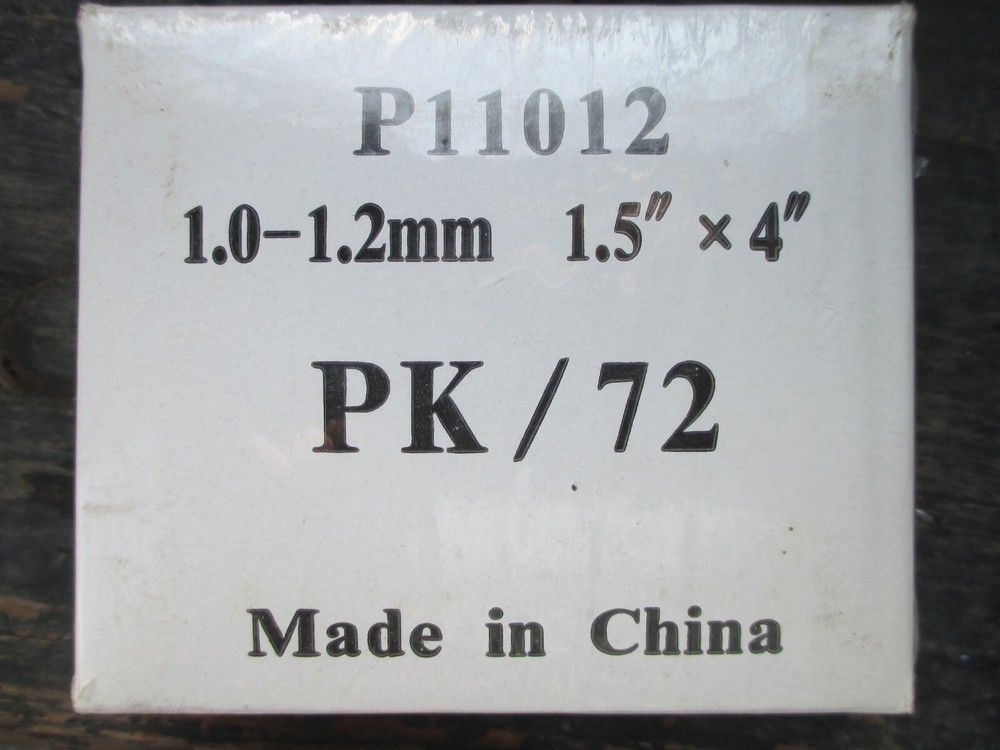 P11012
1.0-1.2mm 1.5" × 4"
PK/72
Made in China